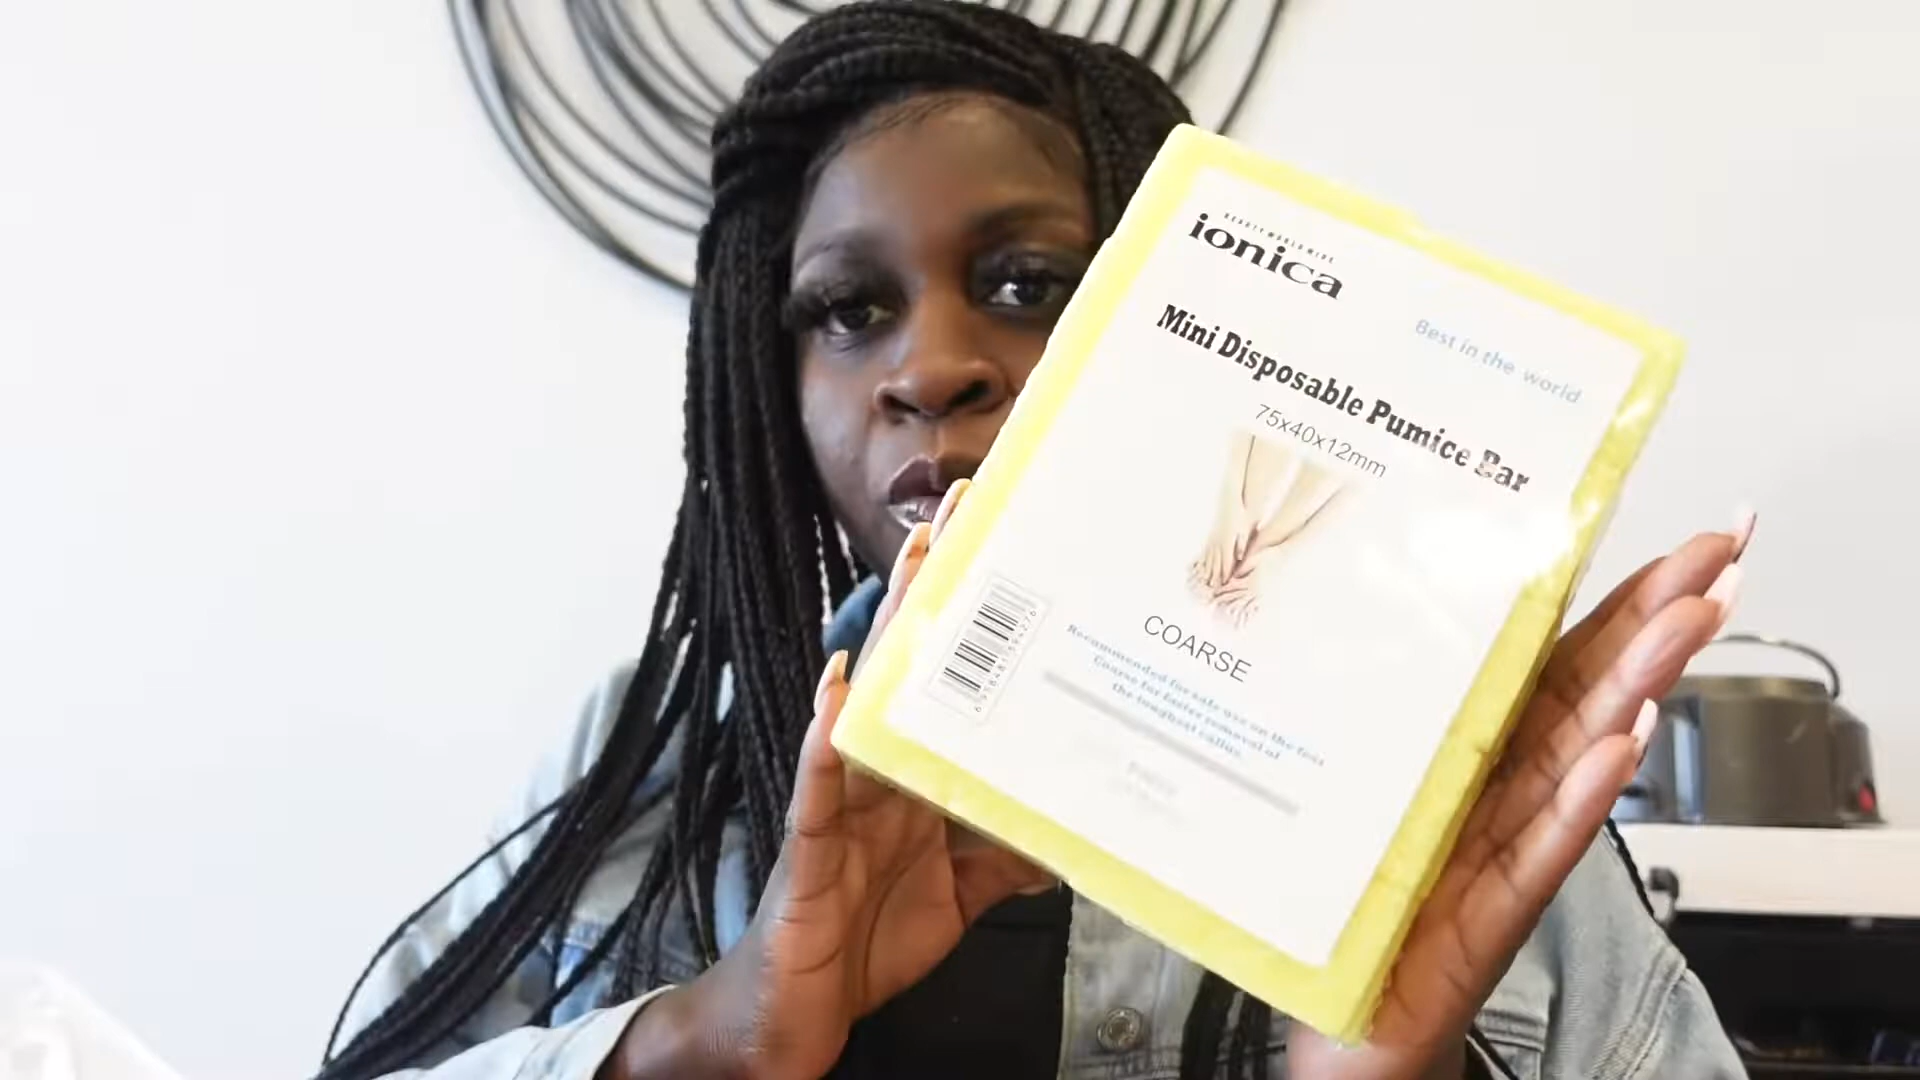 BEAUTY WORLD WIDE
ionica
Best in the world
Mini Disposable Pumice Bar
75x40x12mm
COARSE
Recommended for safe use on the feet
Coarse for faster removal of
the toughest callus